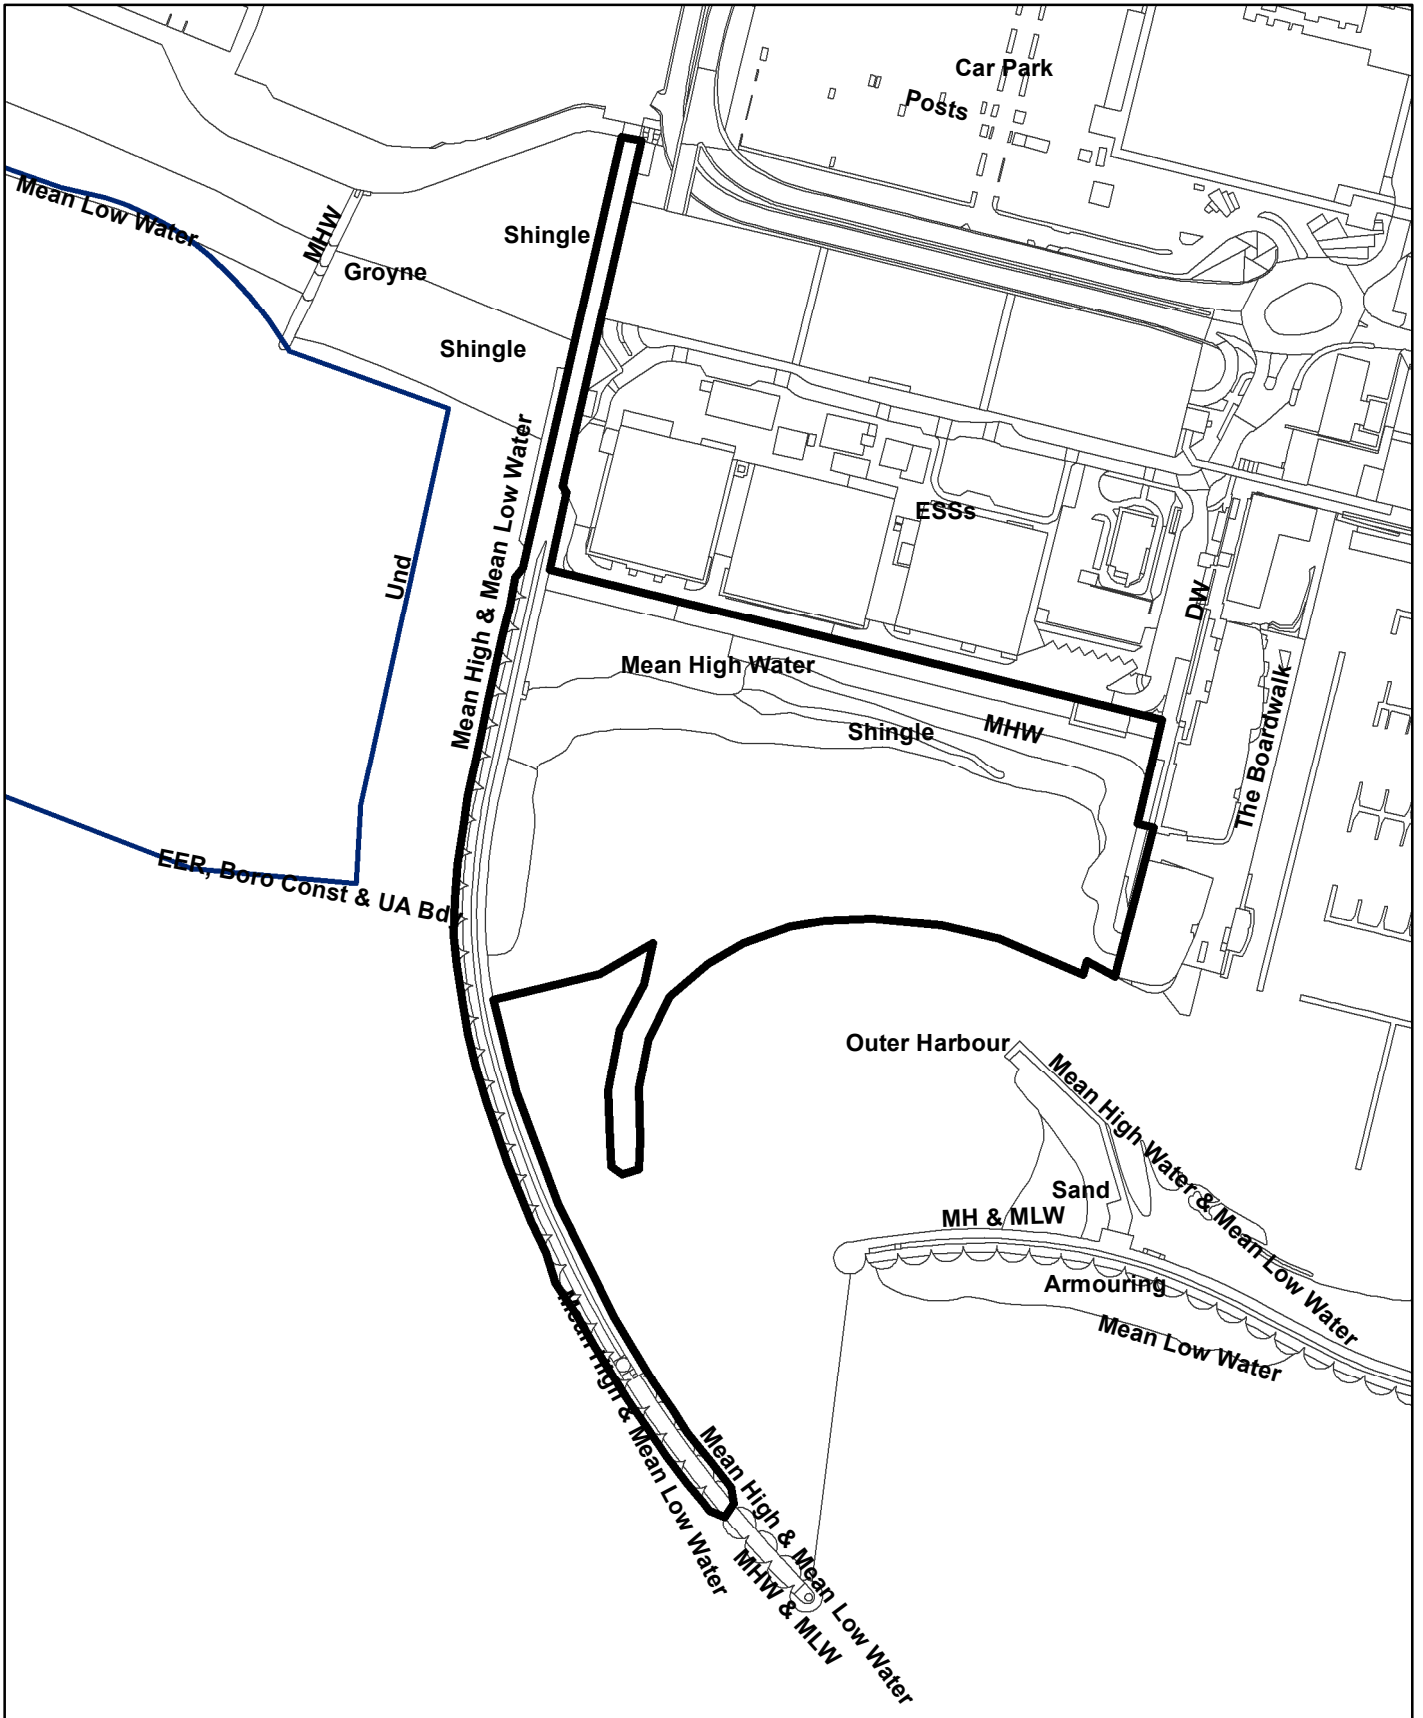 Car Park
Posts
Mean Low Water
MHW
Shingle
Groyne
Shingle
Mean High & Mean Low Water
ESSs
Und
DW
Mean High Water
The Boardwalk
Shingle
MHW
EER, Boro Const & UA Bdy
Outer Harbour
Mean High Water & Mean Low Water
Sand
MH & MLW
Armouring
Mean Low Water
Mean High & Mean Low Water
Mean High & Mean Low Water
MHW & MLW